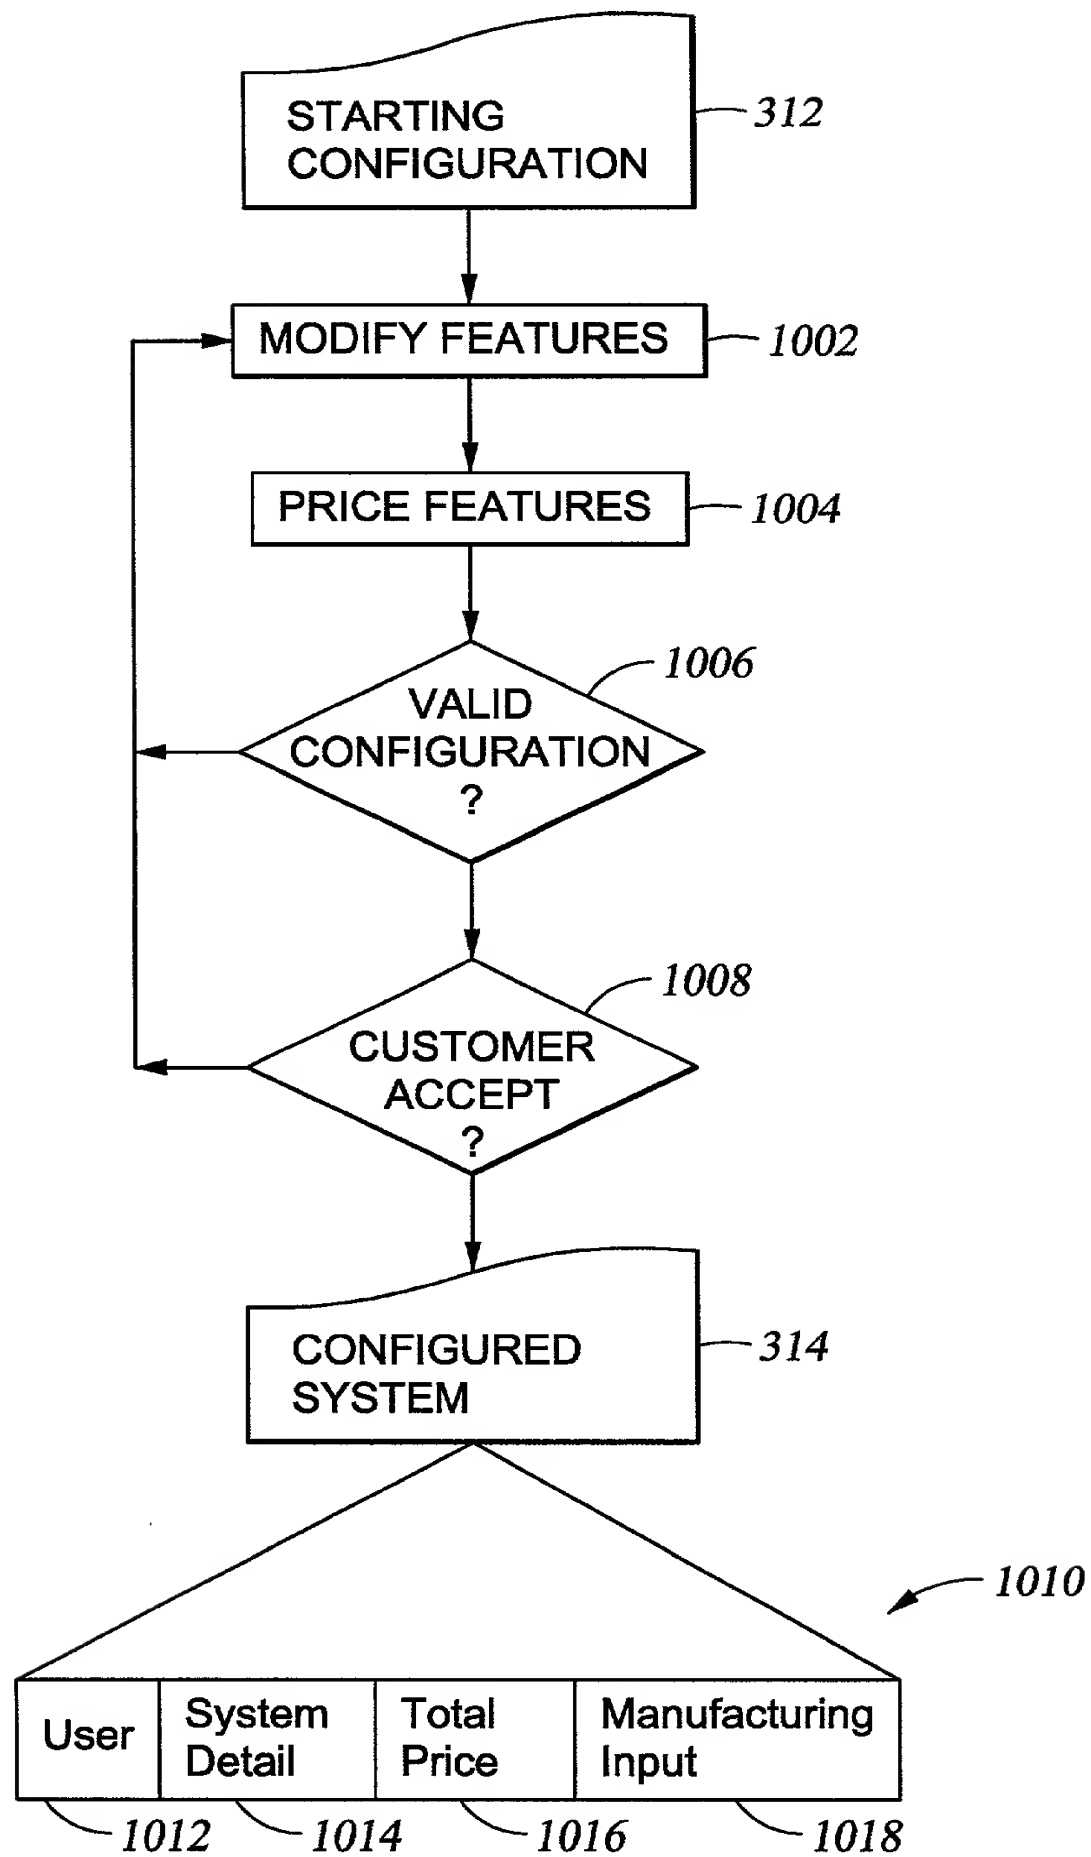 STARTING
CONFIGURATION
312
MODIFY FEATURES
1002
PRICE FEATURES
1004
VALID
CONFIGURATION
?
1006
CUSTOMER
ACCEPT
?
1008
CONFIGURED
SYSTEM
314
1010
User
System
Detail
Total
Price
Manufacturing
Input
1012
1014
1016
1018